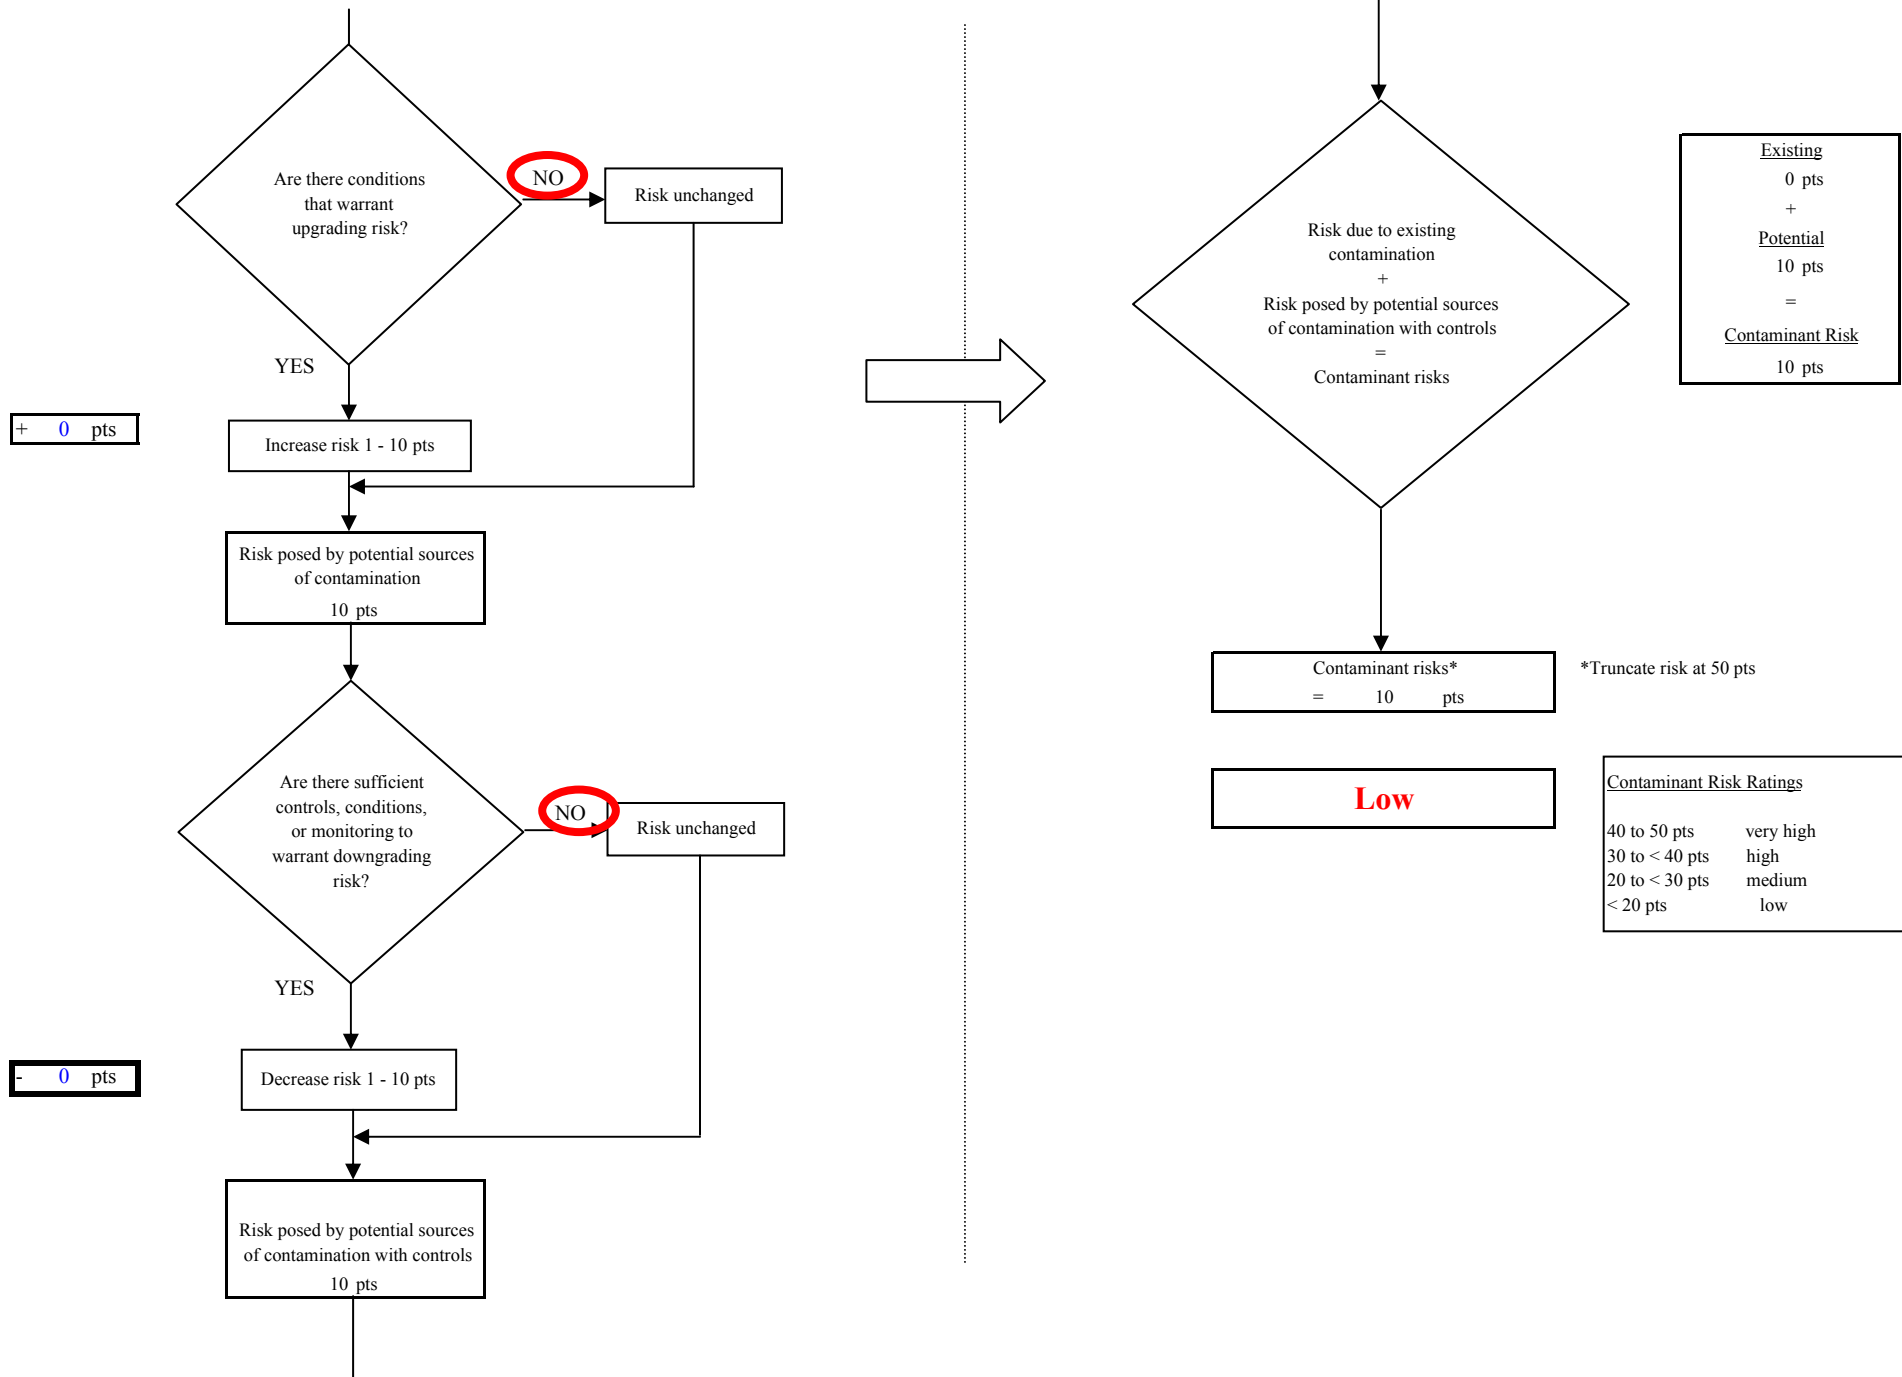 Are there conditions
that warrant
upgrading risk?
NO
Risk unchanged
YES
+ 0 pts
Increase risk 1 - 10 pts
Risk posed by potential sources
of contamination
10 pts
Are there sufficient
controls, conditions,
or monitoring to
warrant downgrading
risk?
NO
Risk unchanged
YES
- 0 pts
Decrease risk 1 - 10 pts
Risk posed by potential sources
of contamination with controls
10 pts
Risk due to existing
contamination
+
Risk posed by potential sources
of contamination with controls
=
Contaminant risks
Existing
0 pts
+
Potential
10 pts
=
Contaminant Risk
10 pts
Contaminant risks*
= 10 pts
*Truncate risk at 50 pts
Low
Contaminant Risk Ratings
40 to 50 pts very high
30 to < 40 pts high
20 to < 30 pts medium
< 20 pts low